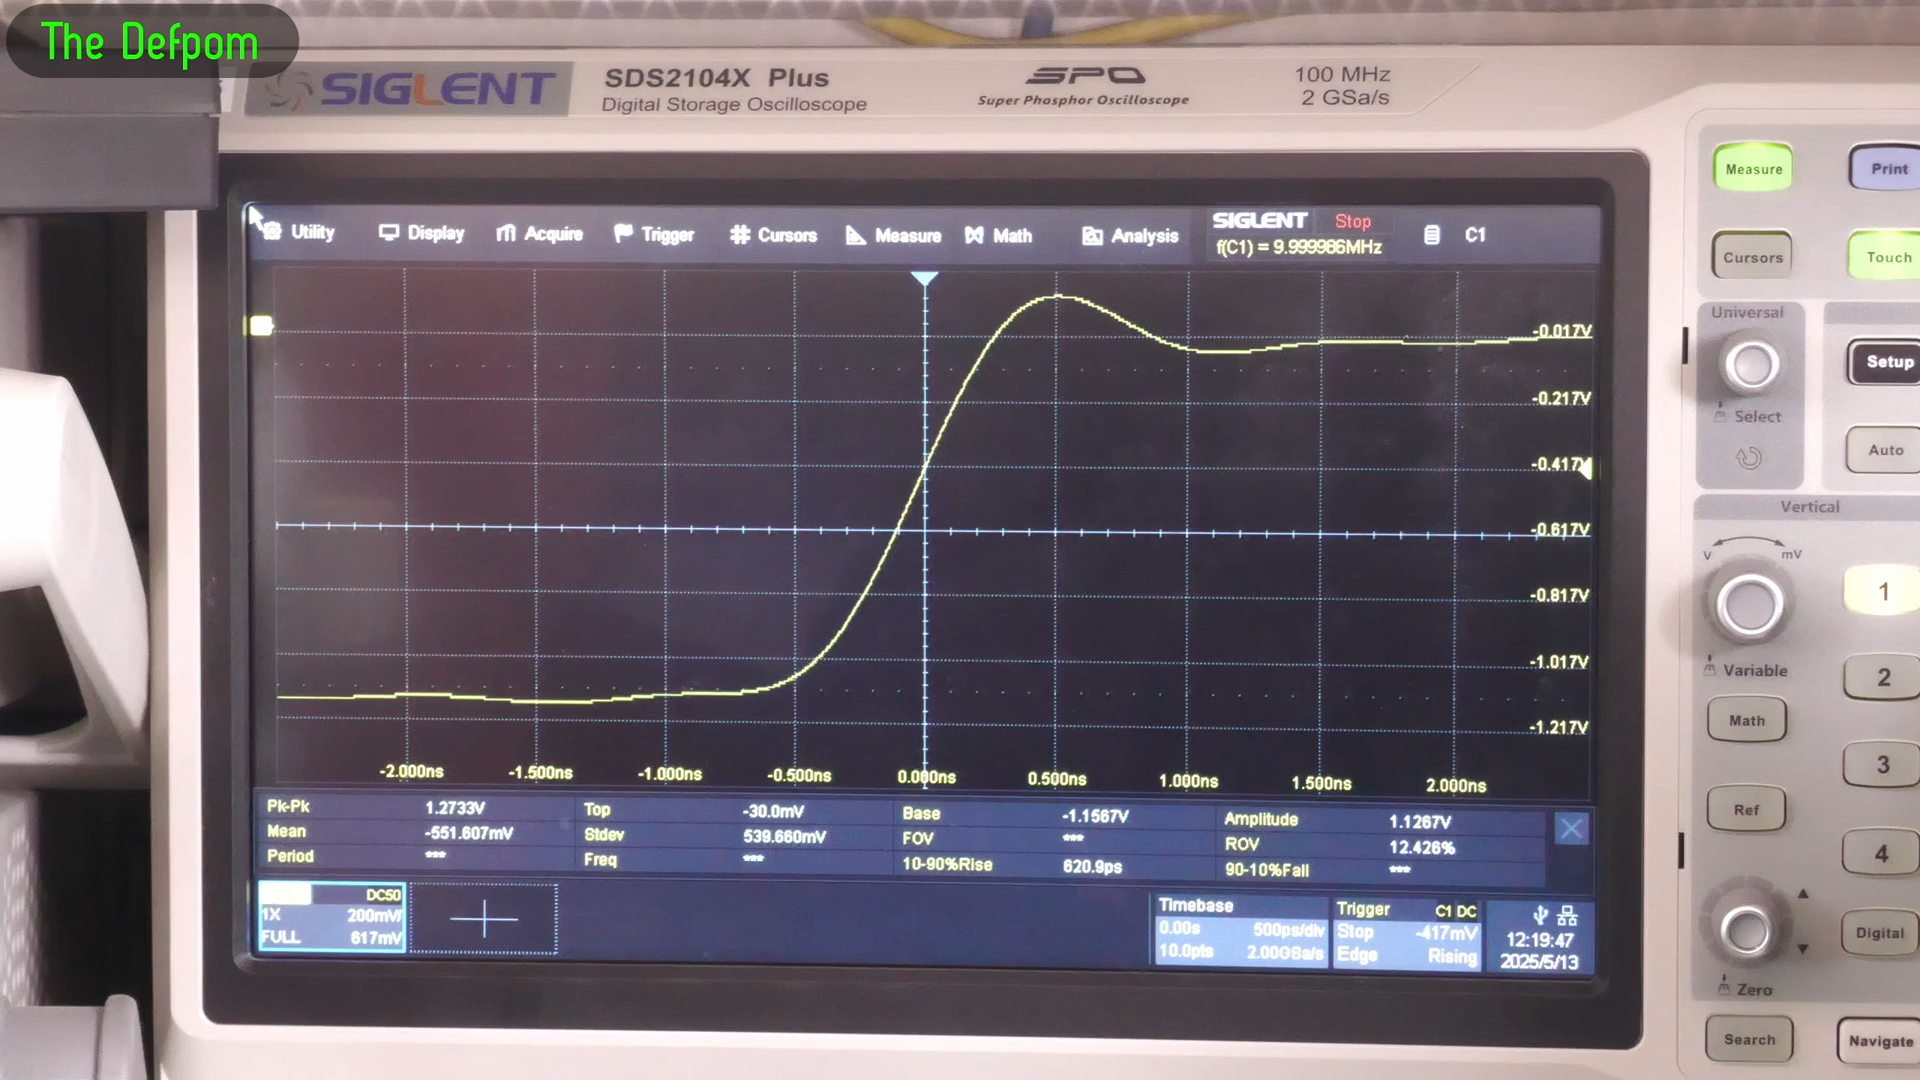 The Defpom
SIGLENT
SDS2104X Plus
Digital Storage Oscilloscope
SPO
Super Phosphor Oscilloscope
100 MHz
2 GSa/s
Utility
Display
Acquire
Trigger
Cursors
Measure
Math
Analysis
SIGLENT
Stop
f(C1) = 9.999986MHz
C1
-0.017V
-0.217V
-0.417V
-0.617V
-0.817V
-1.017V
-1.217V
-2.000ns
-1.500ns
-1.000ns
-0.500ns
0.000ns
0.500ns
1.000ns
1.500ns
2.000ns
Pk-Pk 1.2733V Top -30.0mV Base -1.1567V Amplitude 1.1267V
Mean -551.607mV Stdev 539.660mV FOV *** ROV 12.426%
Period *** Freq *** 10-90%Rise 620.9ps 90-10%Fall ***
DC50
1X 200mV/
FULL 617mV
Timebase
0.00s 500ps/div
10.0pts 2.00GSa/s
Trigger C1 DC
Stop -417mV
Edge Rising
12:19:47
2025/5/13
Measure
Print
Cursors
Touch
Universal
Select
Setup
Auto
Vertical
V mV
Variable
1
2
Math
3
Ref
4
Digital
Zero
Search
Navigate